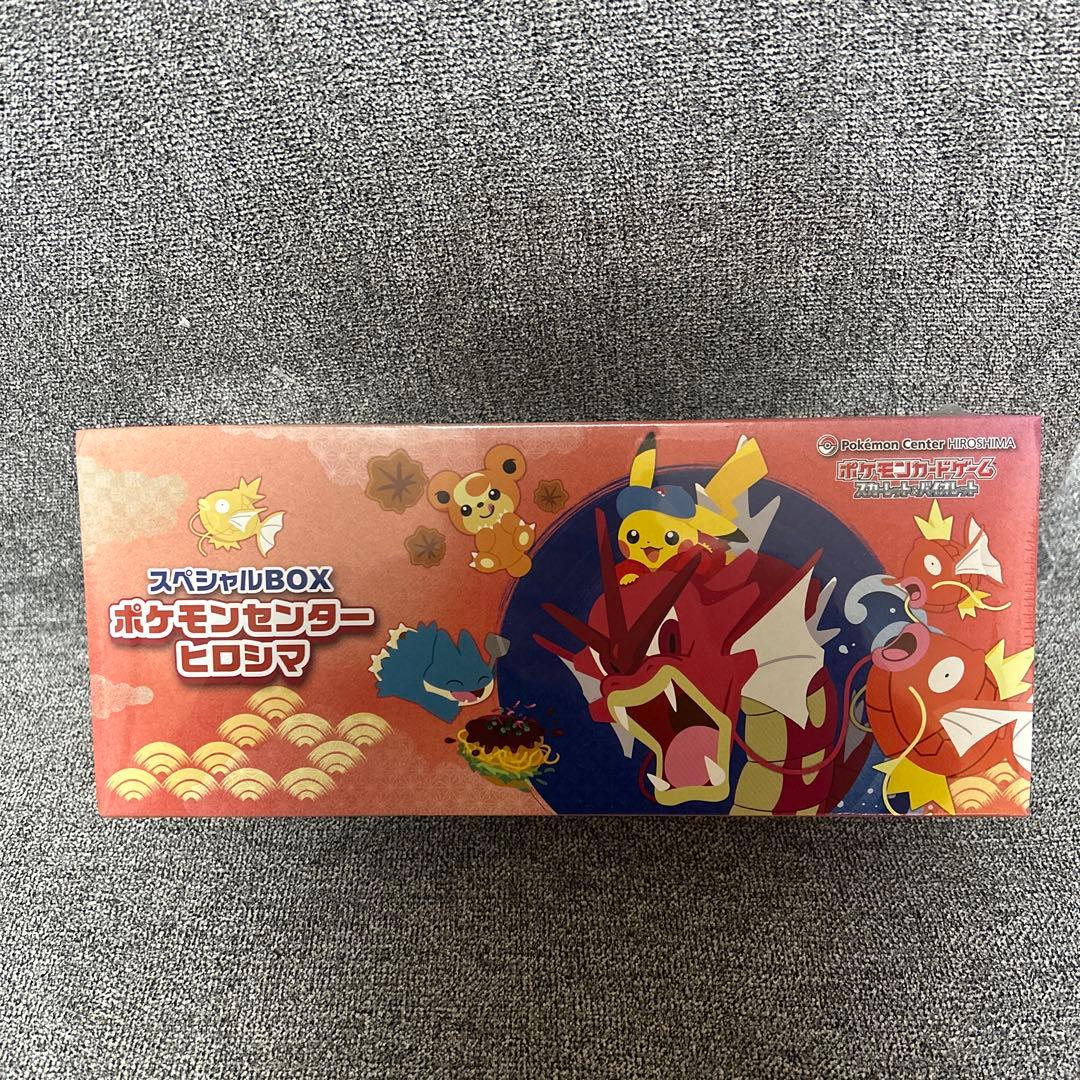 Pokémon Center HIROSHIMA
ポケモンカードゲーム
スカーレット&バイオレット
スペシャルBOX
ポケモンセンター
ヒロシマ